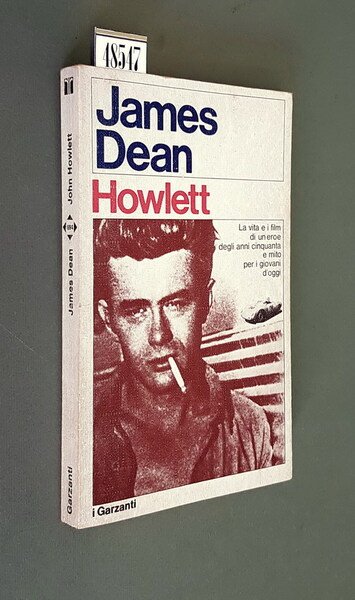 48547
James
Dean
Howlett
La vita e i film
di un eroe
degli anni cinquanta
e mito
per i giovani
d'oggi
i Garzanti
John Howlett
James Dean
Garzanti